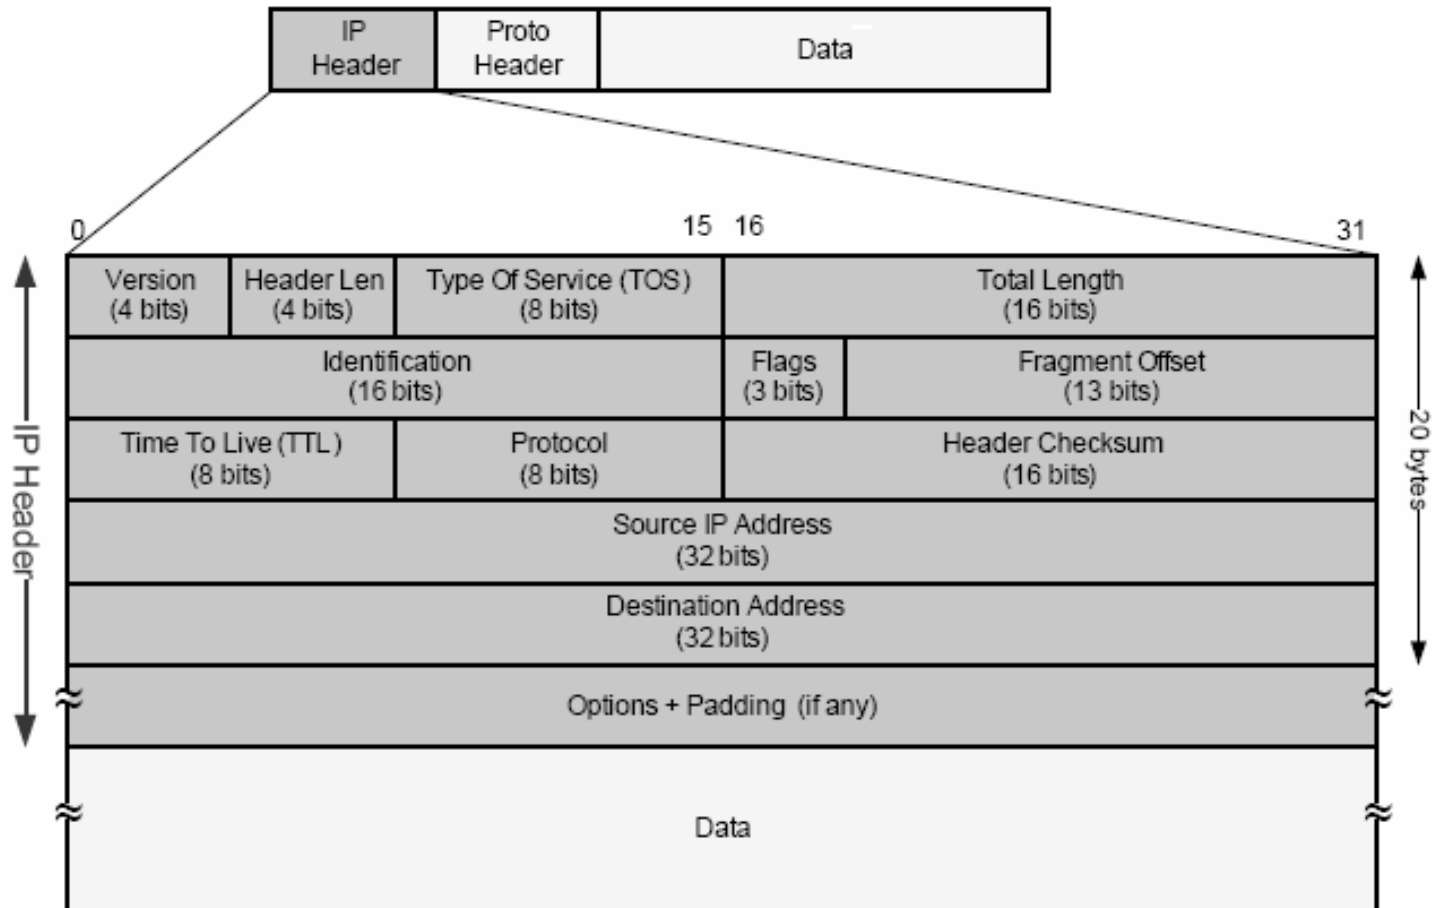 IP
Header
Proto
Header
Data
0
15
16
31
Version
(4 bits)
Header Len
(4 bits)
Type Of Service (TOS)
(8 bits)
Total Length
(16 bits)
Identification
(16 bits)
Flags
(3 bits)
Fragment Offset
(13 bits)
Time To Live (TTL)
(8 bits)
Protocol
(8 bits)
Header Checksum
(16 bits)
Source IP Address
(32 bits)
Destination Address
(32 bits)
Options + Padding (if any)
Data
IP Header
20 bytes